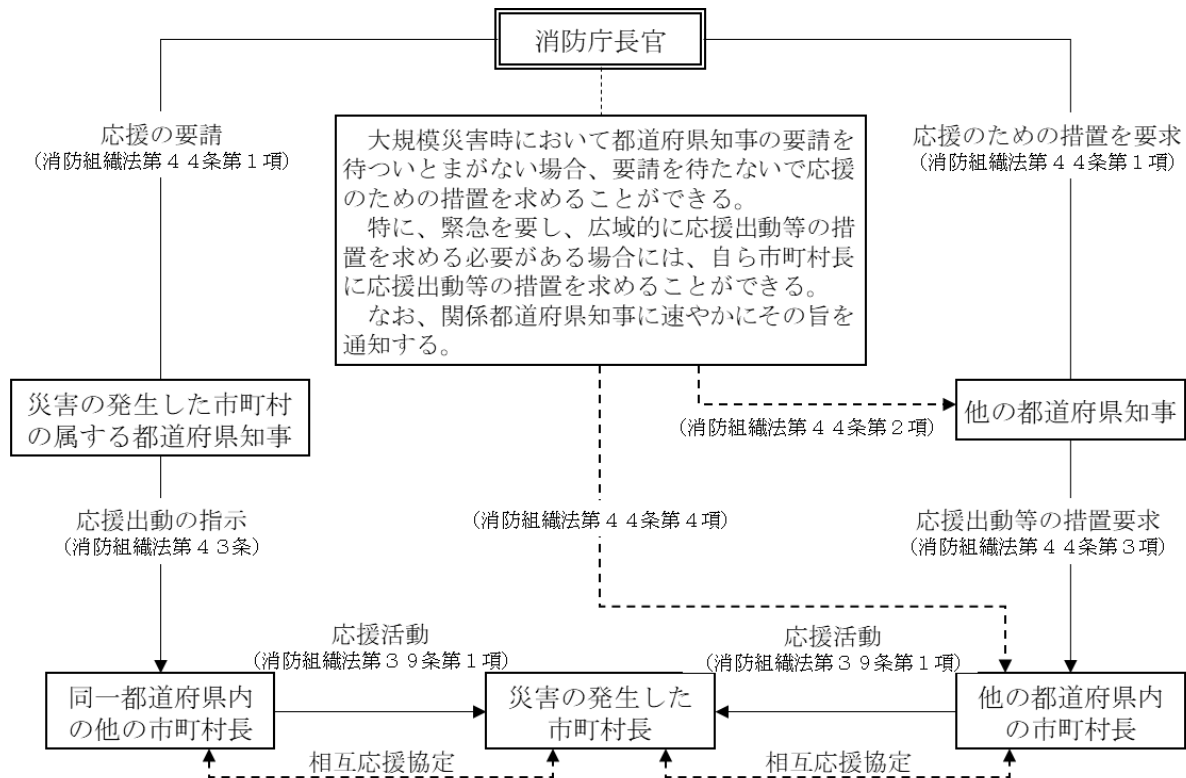 消防庁長官
応援の要請
(消防組織法第４４条第１項)
大規模災害時において都道府県知事の要請を
待ついとまがない場合、要請を待たないで応援
のための措置を求めることができる。
特に、緊急を要し、広域的に応援出動等の措
置を求める必要がある場合には、自ら市町村長
に応援出動等の措置を求めることができる。
なお、関係都道府県知事に速やかにその旨を
通知する。
応援のための措置を要求
(消防組織法第４４条第１項)
災害の発生した市町村
の属する都道府県知事
(消防組織法第４４条第２項)
他の都道府県知事
応援出動の指示
(消防組織法第４３条)
(消防組織法第４４条第４項)
応援出動等の措置要求
(消防組織法第４４条第３項)
応援活動
(消防組織法第３９条第１項)
応援活動
(消防組織法第３９条第１項)
同一都道府県内
の他の市町村長
災害の発生した
市町村長
他の都道府県内
の市町村長
相互応援協定
相互応援協定